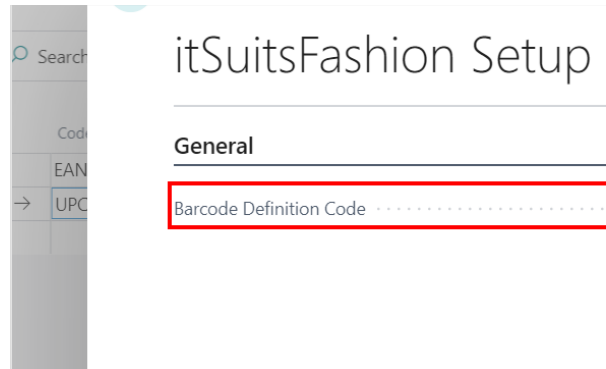 itSuitsFashion Setup
Search
General
Code
EAN
UPC
Barcode Definition Code